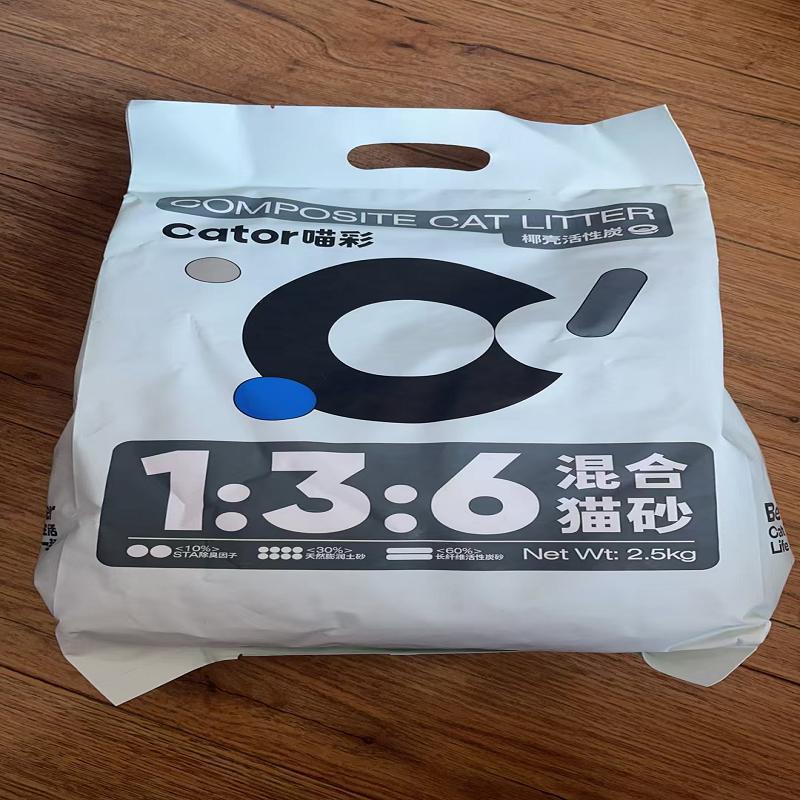 COMPOSITE CAT LITTER
cator喵彩
椰壳活性炭
1:3:6 混合
猫砂
<10%>
STA除臭因子
<30%>
天然膨润土砂
<60%>
长纤维活性炭砂
Net Wt: 2.5kg
Life